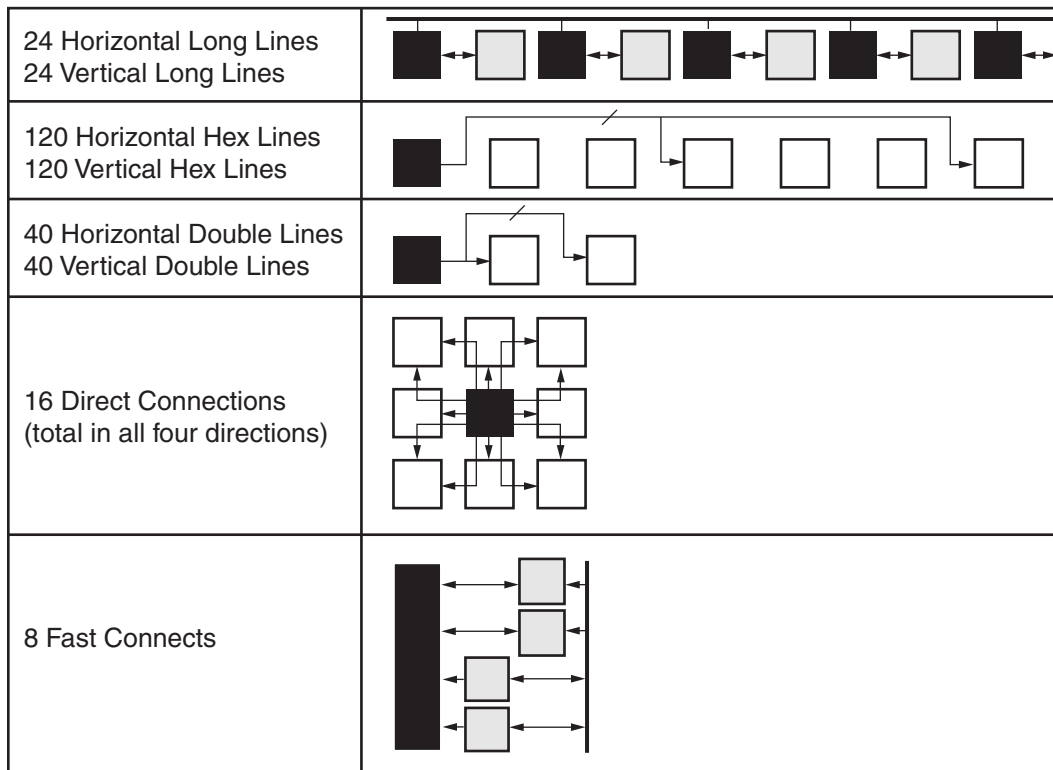 24 Horizontal Long Lines
24 Vertical Long Lines
120 Horizontal Hex Lines
120 Vertical Hex Lines
40 Horizontal Double Lines
40 Vertical Double Lines
16 Direct Connections
(total in all four directions)
8 Fast Connects